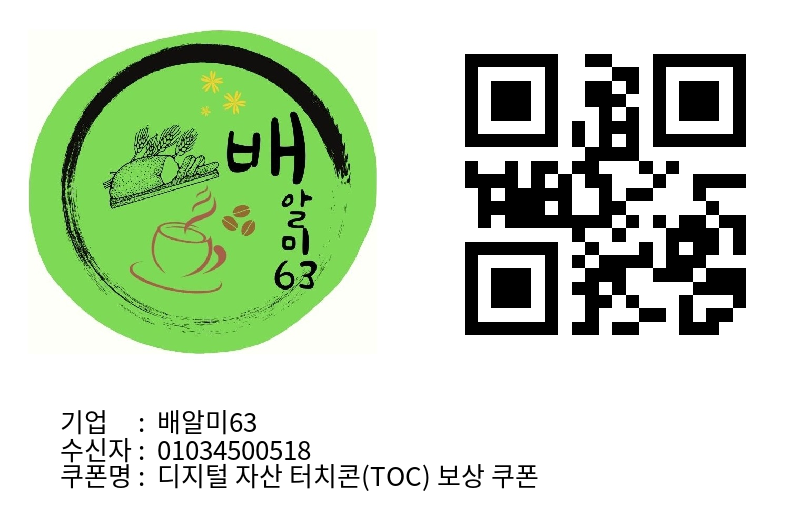 배
알
미
63
기업 : 배알미63
수신자 : 01034500518
쿠폰명 : 디지털 자산 터치콘(TOC) 보상 쿠폰